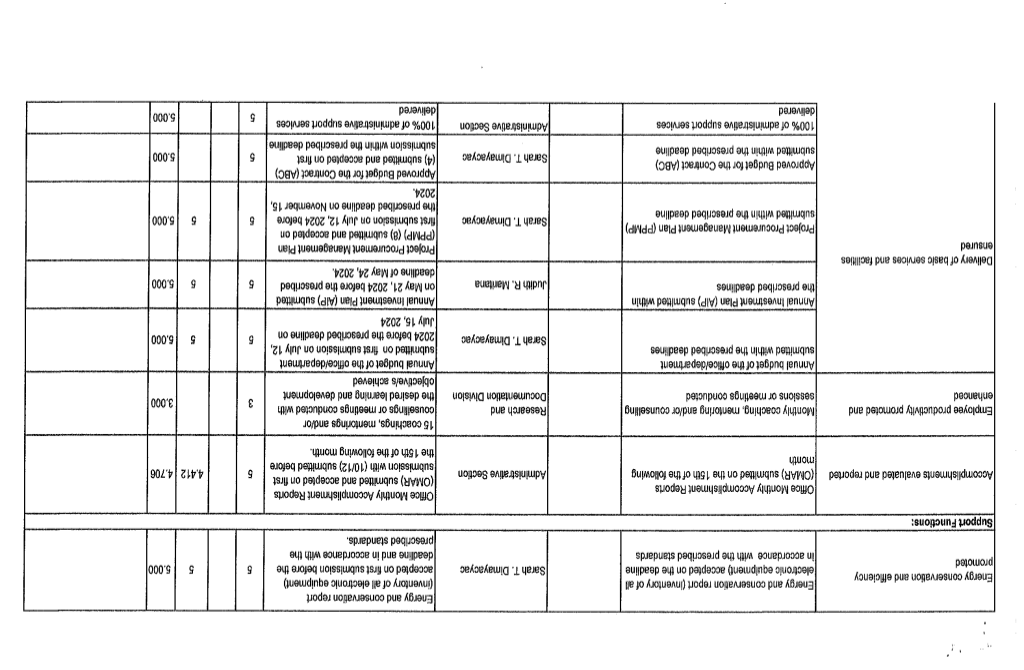 Energy conservation and efficiency
promoted
Energy and conservation report (inventory of all
electronic equipment) accepted on the deadline
in accordance with the prescribed standards
Sarah T. Dimayacyac
Energy and conservation report
(inventory of all electronic equipment)
accepted on first submission before the
deadline and in accordance with the
prescribed standards.
5
5
5.000
Support Functions:
Accomplishments evaluated and reported
Office Monthly Accomplishment Reports
(OMAR) submitted on the 15th of the following
month
Administrative Section
Office Monthly Accomplishment Reports
(OMAR) submitted and accepted on first
submission with (10/12) submitted before
the 15th of the following month.
5
4.412
4.706
Employee productivity promoted and
enhanced
Monthly coaching, mentoring and/or counselling
sessions or meetings conducted
Research and
Documentation Division
15 coachings, mentorings and/or
counsellings or meetings conducted with
the desired learning and development
objective/s achieved
3
3.000
Delivery of basic services and facilities
ensured
Annual budget of the office/department
submitted within the prescribed deadlines
Sarah T. Dimayacyac
Annual budget of the office/department
submitted on first submission on July 12,
2024 before the prescribed deadline on
July 15, 2024
5
5
5.000
Annual Investment Plan (AIP) submitted within
the prescribed deadlines
Judith R. Maritana
Annual Investment Plan (AIP) submitted
on May 21, 2024 before the prescribed
deadline of May 24, 2024.
5
5
5.000
Project Procurement Management Plan (PPMP)
submitted within the prescribed deadline
Sarah T. Dimayacyac
Project Procurement Management Plan
(PPMP) (8) submitted and accepted on
first submission on July 12, 2024 before
the prescribed deadline on November 15,
2024.
5
5
5.000
Approved Budget for the Contract (ABC)
submitted within the prescribed deadline
Sarah T. Dimayacyac
Approved Budget for the Contract (ABC)
(4) submitted and accepted on first
submission within the prescribed deadline
5
5.000
100% of administrative support services
delivered
Administrative Section
100% of administrative support services
delivered
5
5.000